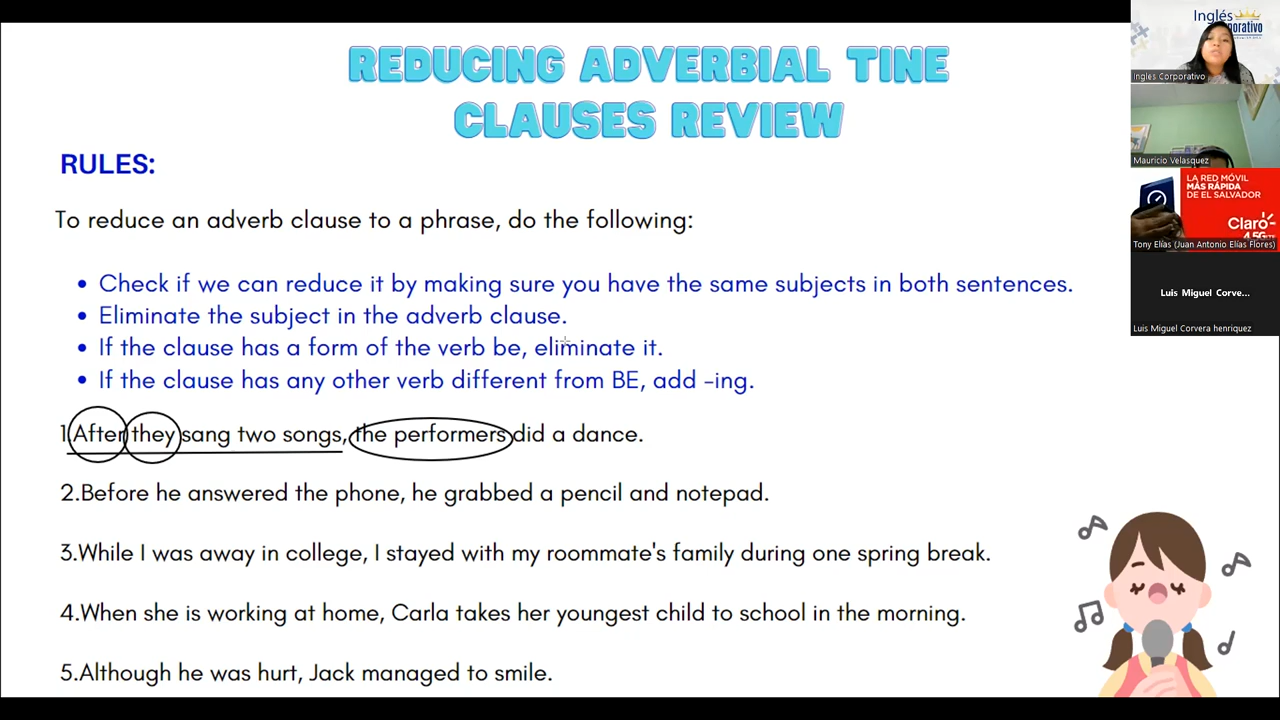 REDUCING ADVERBIAL TINE
CLAUSES REVIEW
RULES:
To reduce an adverb clause to a phrase, do the following:
• Check if we can reduce it by making sure you have the same subjects in both sentences.
• Eliminate the subject in the adverb clause.
• If the clause has a form of the verb be, eliminate it.
• If the clause has any other verb different from BE, add -ing.
1.After they sang two songs, the performers did a dance.
2.Before he answered the phone, he grabbed a pencil and notepad.
3.While I was away in college, I stayed with my roommate's family during one spring break.
4.When she is working at home, Carla takes her youngest child to school in the morning.
5.Although he was hurt, Jack managed to smile.
Inglés
Ingles Corporativo
Mauricio Velasquez
LA RED MÓVIL
MÁS RÁPIDA
DE EL SALVADOR
Claro
Tony Elías (Juan Antonio Elías Flores)
Luis Miguel Corve...
Luis Miguel Corvera henriquez